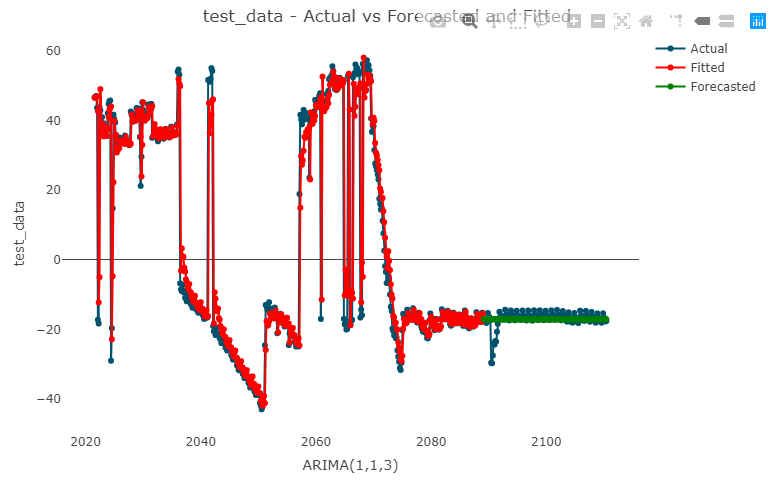 test_data - Actual vs Forecasted and Fitted
Actual
Fitted
Forecasted
60
40
20
0
−20
−40
test_data
2020
2040
2060
2080
2100
ARIMA(1,1,3)